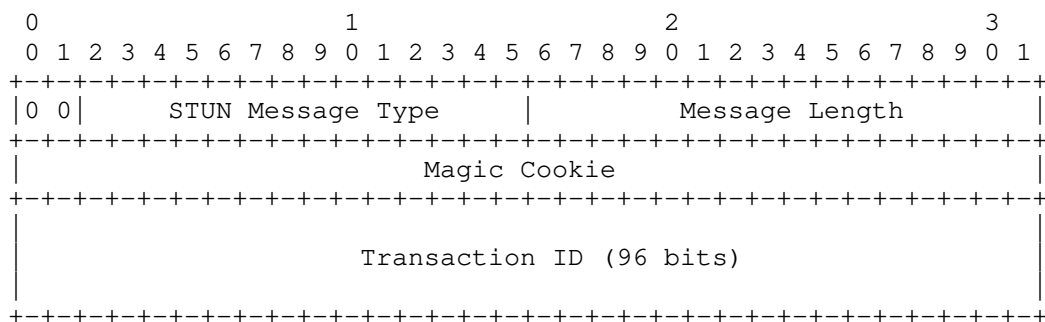 0                   1                   2                   3
 0 1 2 3 4 5 6 7 8 9 0 1 2 3 4 5 6 7 8 9 0 1 2 3 4 5 6 7 8 9 0 1
+-+-+-+-+-+-+-+-+-+-+-+-+-+-+-+-+-+-+-+-+-+-+-+-+-+-+-+-+-+-+-+-+
|0 0|     STUN Message Type     |         Message Length        |
+-+-+-+-+-+-+-+-+-+-+-+-+-+-+-+-+-+-+-+-+-+-+-+-+-+-+-+-+-+-+-+-+
|                         Magic Cookie                          |
+-+-+-+-+-+-+-+-+-+-+-+-+-+-+-+-+-+-+-+-+-+-+-+-+-+-+-+-+-+-+-+-+
|                                                               |
|                     Transaction ID (96 bits)                  |
|                                                               |
+-+-+-+-+-+-+-+-+-+-+-+-+-+-+-+-+-+-+-+-+-+-+-+-+-+-+-+-+-+-+-+-+